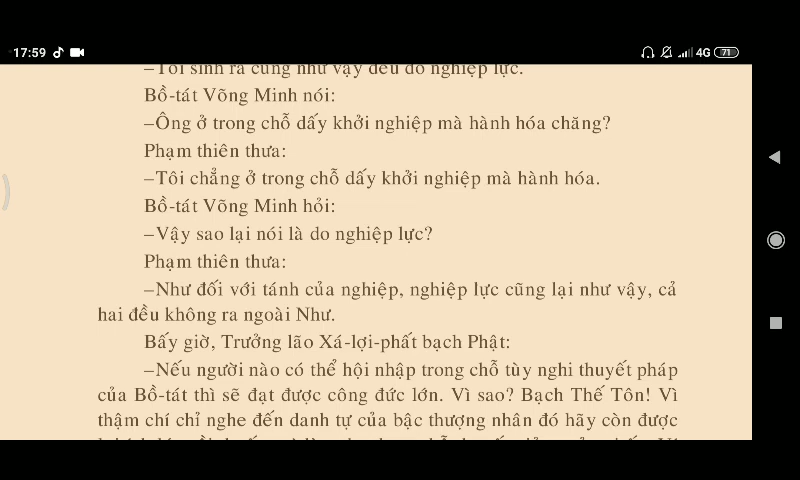 17:59
4G 71
–Tôi sinh ra cũng như vậy đều do nghiệp lực.
Bồ-tát Võng Minh nói:
–Ông ở trong chỗ dấy khởi nghiệp mà hành hóa chăng?
Phạm thiên thưa:
–Tôi chẳng ở trong chỗ dấy khởi nghiệp mà hành hóa.
Bồ-tát Võng Minh hỏi:
–Vậy sao lại nói là do nghiệp lực?
Phạm thiên thưa:
–Như đối với tánh của nghiệp, nghiệp lực cũng lại như vậy, cả
hai đều không ra ngoài Như.
Bấy giờ, Trưởng lão Xá-lợi-phất bạch Phật:
–Nếu người nào có thể hội nhập trong chỗ tùy nghi thuyết pháp
của Bồ-tát thì sẽ đạt được công đức lớn. Vì sao? Bạch Thế Tôn! Vì
thậm chí chỉ nghe đến danh tự của bậc thượng nhân đó hãy còn được